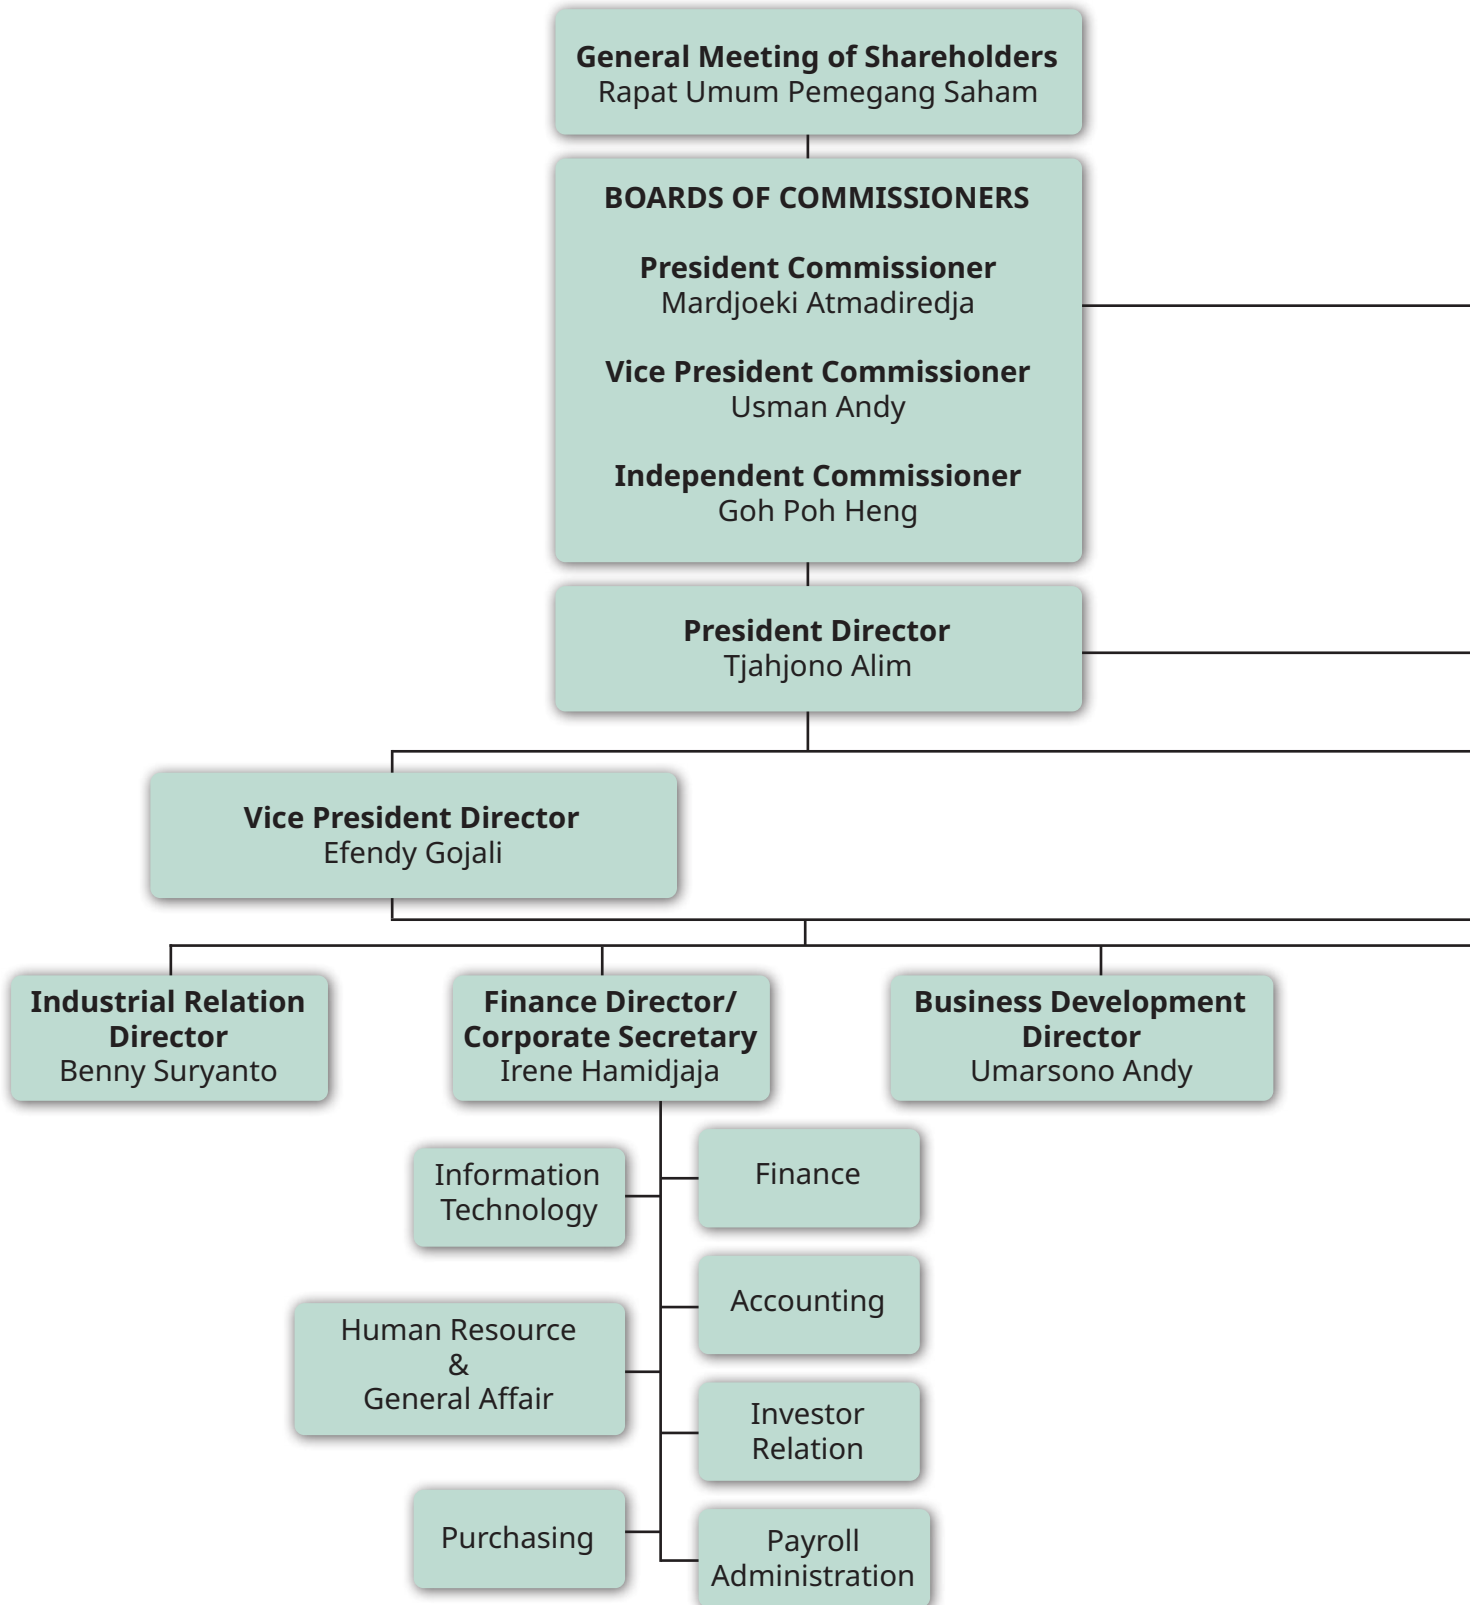 General Meeting of Shareholders
Rapat Umum Pemegang Saham
BOARDS OF COMMISSIONERS
President Commissioner
Mardjoeki Atmadiredja
Vice President Commissioner
Usman Andy
Independent Commissioner
Goh Poh Heng
President Director
Tjahjono Alim
Vice President Director
Efendy Gojali
Industrial Relation
Director
Benny Suryanto
Finance Director/
Corporate Secretary
Irene Hamidjaja
Business Development
Director
Umarsono Andy
Information
Technology
Finance
Accounting
Human Resource
&
General Affair
Investor
Relation
Purchasing
Payroll
Administration